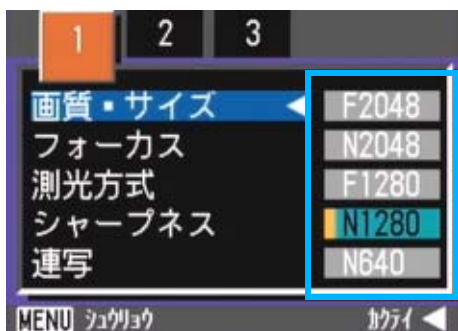 1 2 3
画質・サイズ ◀ F2048
フォーカス N2048
測光方式 F1280
シャープネス N1280
連写 N640
MENU シュウリョウ カクテイ ◀